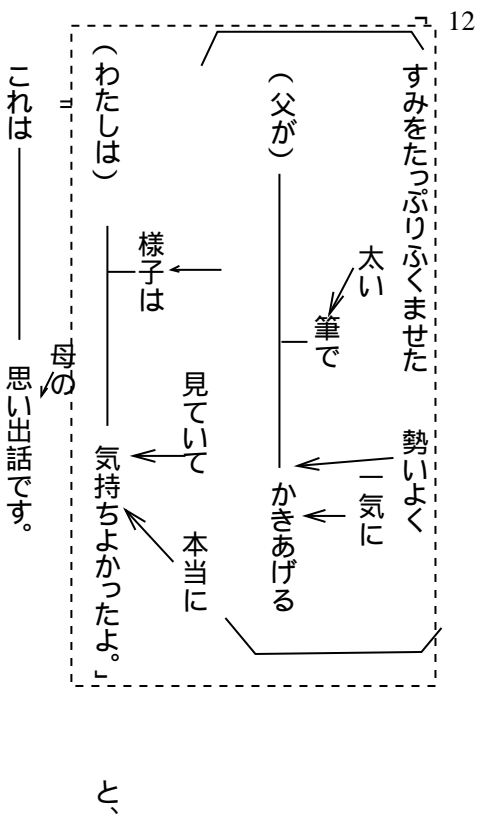 12
「
すみをたっぷりふくませた
太い
筆で
勢いよく
一気に
(父が)
かきあげる
様子は
見ていて
本当に
(わたしは)
気持ちよかったよ。」
と、
=
母の
これは
思い出話です。